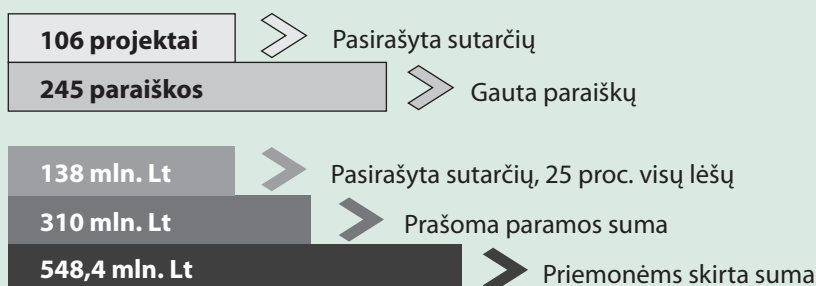 106 projektai Pasirašyta sutarčių
245 paraiškos Gauta paraiškų
138 mln. Lt Pasirašyta sutarčių, 25 proc. visų lėšų
310 mln. Lt Prašoma paramos suma
548,4 mln. Lt Priemonėms skirta suma